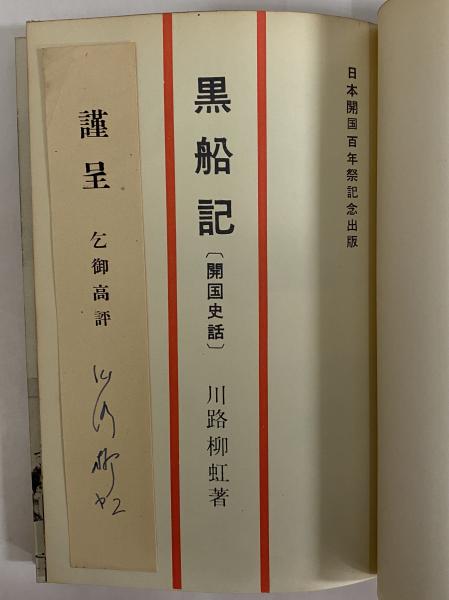 日本開国百年祭記念出版
黒船記
〔開国史話〕
川路柳虹著
謹呈
乞御高評
川路柳虹